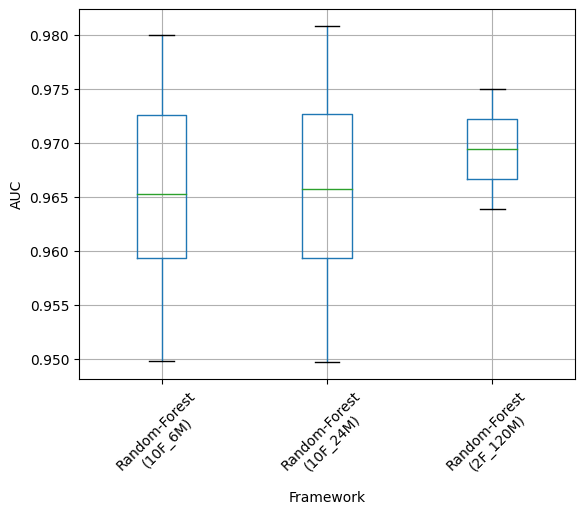 0.980
0.975
0.970
0.965
0.960
0.955
0.950
AUC
Random-Forest
(10F_6M)
Random-Forest
(10F_24M)
Random-Forest
(2F_120M)
Framework